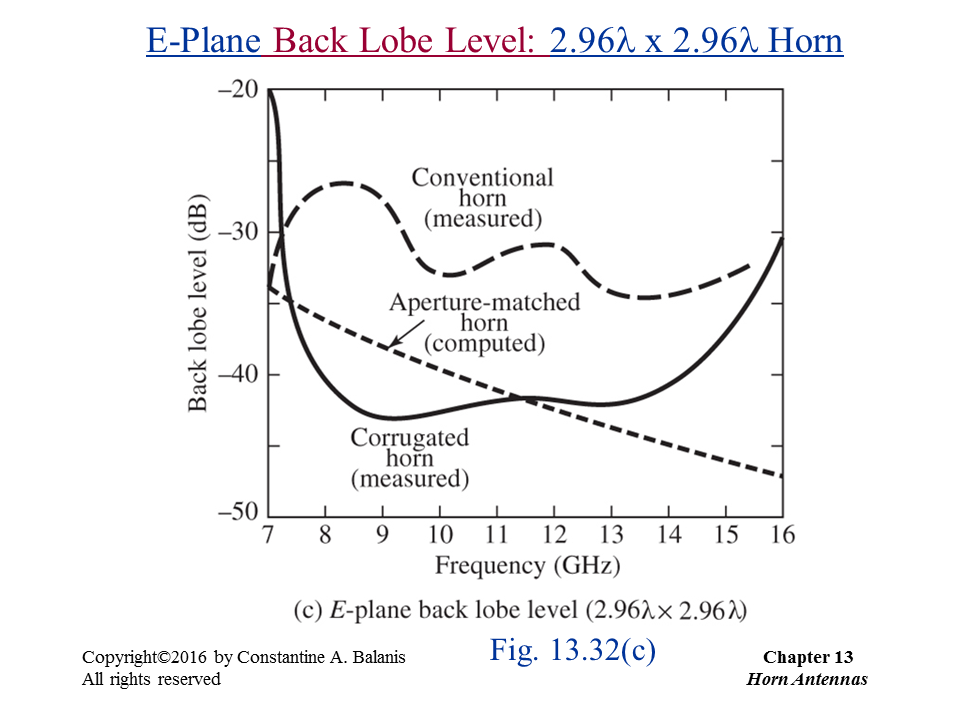 E-Plane Back Lobe Level: 2.96λ x 2.96λ Horn
–20
–30
–40
–50
Back lobe level (dB)
Conventional
horn
(measured)
Aperture-matched
horn
(computed)
Corrugated
horn
(measured)
7 8 9 10 11 12 13 14 15 16
Frequency (GHz)
(c) E-plane back lobe level (2.96λ × 2.96λ)
Fig. 13.32(c)
Copyright©2016 by Constantine A. Balanis
All rights reserved
Chapter 13
Horn Antennas